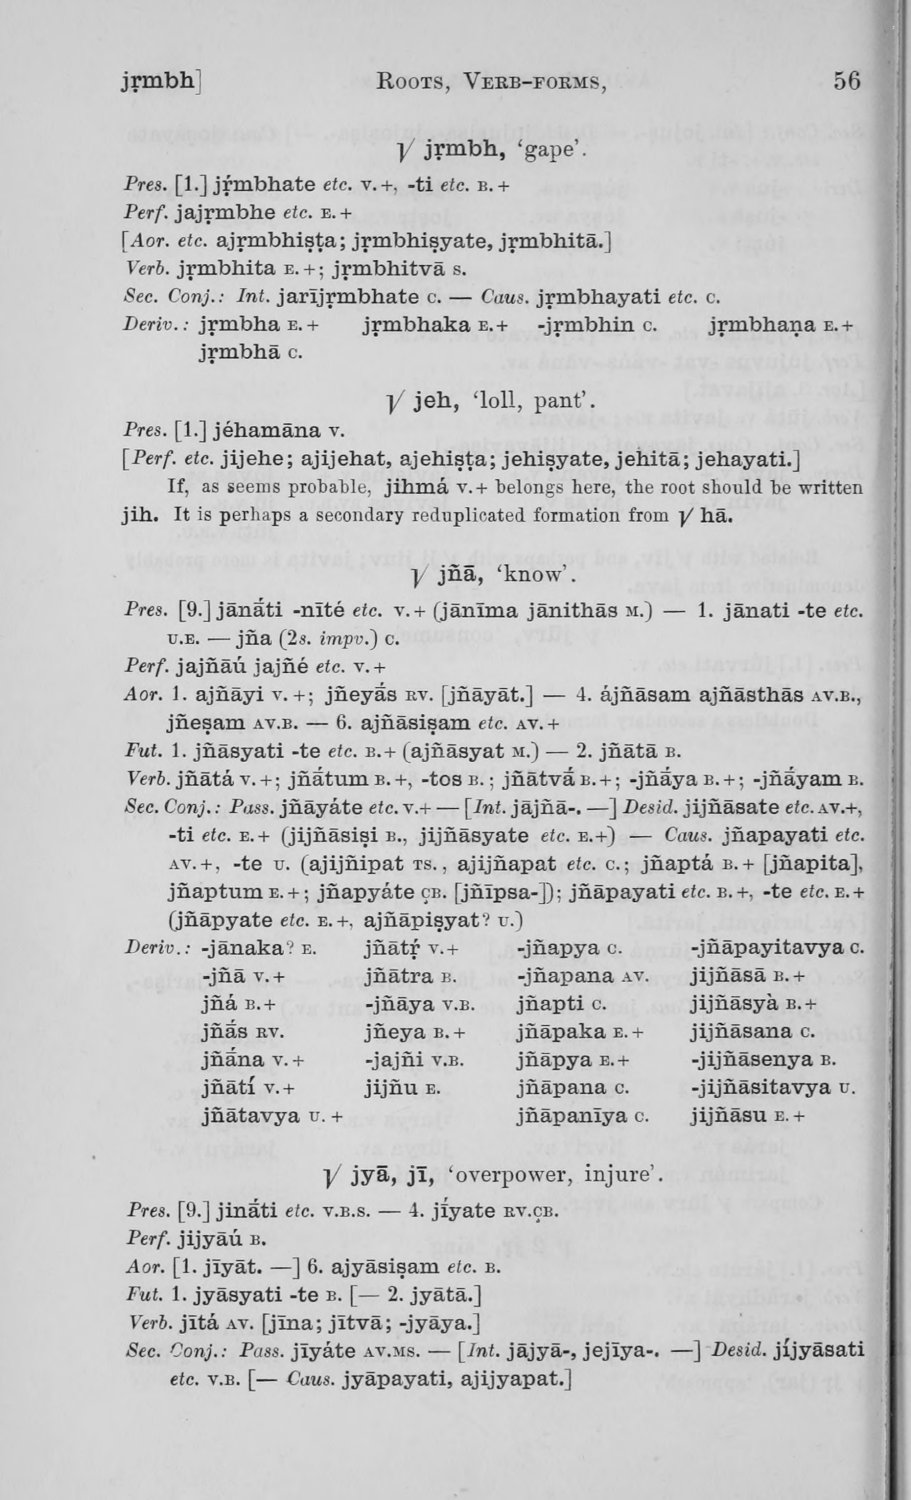 jṛmbh] Roots, Verb-forms, 56
√ jṛmbh, ‘gape’.
Pres. [1.] jṛ́mbhate etc. v.+, -ti etc. b.+
Perf. jajṛmbhe etc. e.+
[Aor. etc. ajṛmbhiṣṭa; jṛmbhiṣyate, jṛmbhitā.]
Verb. jṛmbhita e.+; jṛmbhitvā s.
Sec. Conj.: Int. jarījṛmbhate c. — Caus. jṛmbhayati etc. c.
Deriv.: jṛmbha e.+ jṛmbhaka e.+ -jṛmbhin c. jṛmbhaṇa e.+
jṛmbhā c.
√ jeh, ‘loll, pant’.
Pres. [1.] jéhamāna v.
[Perf. etc. jijehe; ajijehat, ajehiṣṭa; jehiṣyate, jehitā; jehayati.]
If, as seems probable, jihmá v.+ belongs here, the root should be written
jih. It is perhaps a secondary reduplicated formation from √ hā.
√ jñā, ‘know’.
Pres. [9.] jānā́ti -nīté etc. v.+ (jānīma jānithās m.) — 1. jānati -te etc.
u.e. — jña (2s. impv.) c.
Perf. jajñāú jajñé etc. v.+
Aor. 1. ajñāyi v.+; jñeyā́s rv. [jñāyāt.] — 4. ájñāsam ajñāsthās av.b.,
jñeṣam av.b. — 6. ajñāsiṣam etc. av.+
Fut. 1. jñāsyati -te etc. b.+ (ajñāsyat m.) — 2. jñātā b.
Verb. jñātá v.+; jñā́tum b.+, -tos b.; jñātvā́ b.+; -jñā́ya b.+; -jñā́yam b.
Sec. Conj.: Pass. jñāyáte etc. v.+ — [Int. jājñā-. —] Desid. jijñāsate etc. av.+,
-ti etc. e.+ (jijñāsiṣi b., jijñāsyate etc. e.+) — Caus. jñapayati etc.
av.+, -te u. (ajijñipat ts., ajijñapat etc. c.; jñaptá b.+ [jñapita],
jñaptum e.+; jñapyáte çb. [jñīpsa-]); jñāpayati etc. b.+, -te etc. e.+
(jñāpyate etc. e.+, ajñāpiṣyat? u.)
Deriv.: -jānaka? e. jñātṛ́ v.+ -jñapya c. -jñāpayitavya c.
-jñā v.+ jñātra b. -jñapana av. jijñāsā b.+
jñá b.+ -jñāya v.b. jñapti c. jijñāsyà b.+
jñā́s rv. jñeya b.+ jñāpaka e.+ jijñāsana c.
jñā́na v.+ -jajñi v.b. jñāpya e.+ -jijñāsenya b.
jñātí v.+ jijñu e. jñāpana c. -jijñāsitavya u.
jñātavya u.+ jñāpanīya c. jijñāsu e.+
√ jyā, jī, ‘overpower, injure’.
Pres. [9.] jinā́ti etc. v.b.s. — 4. jī́yate rv.çb.
Perf. jijyāú b.
Aor. [1. jīyāt. —] 6. ajyāsiṣam etc. b.
Fut. 1. jyāsyati -te b. [— 2. jyātā.]
Verb. jītá av. [jīna; jītvā; -jyāya.]
Sec. Conj.: Pass. jīyáte av.ms. — [Int. jājyā-, jejīya-. —] Desid. jíjyāsati
etc. v.b. [— Caus. jyāpayati, ajijyapat.]